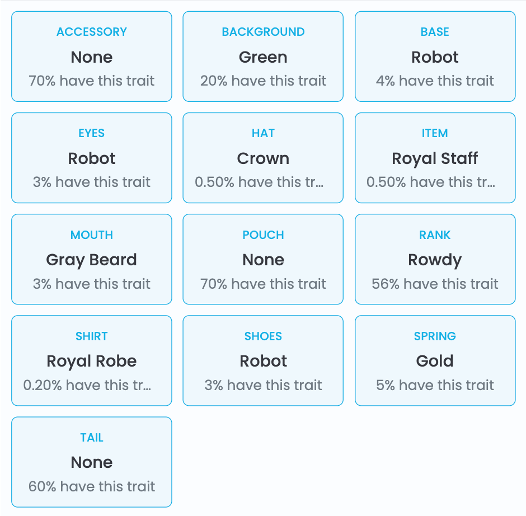 ACCESSORY
None
70% have this trait
BACKGROUND
Green
20% have this trait
BASE
Robot
4% have this trait
EYES
Robot
3% have this trait
HAT
Crown
0.50% have this tr...
ITEM
Royal Staff
0.50% have this tr...
MOUTH
Gray Beard
3% have this trait
POUCH
None
70% have this trait
RANK
Rowdy
56% have this trait
SHIRT
Royal Robe
0.20% have this tr...
SHOES
Robot
3% have this trait
SPRING
Gold
5% have this trait
TAIL
None
60% have this trait